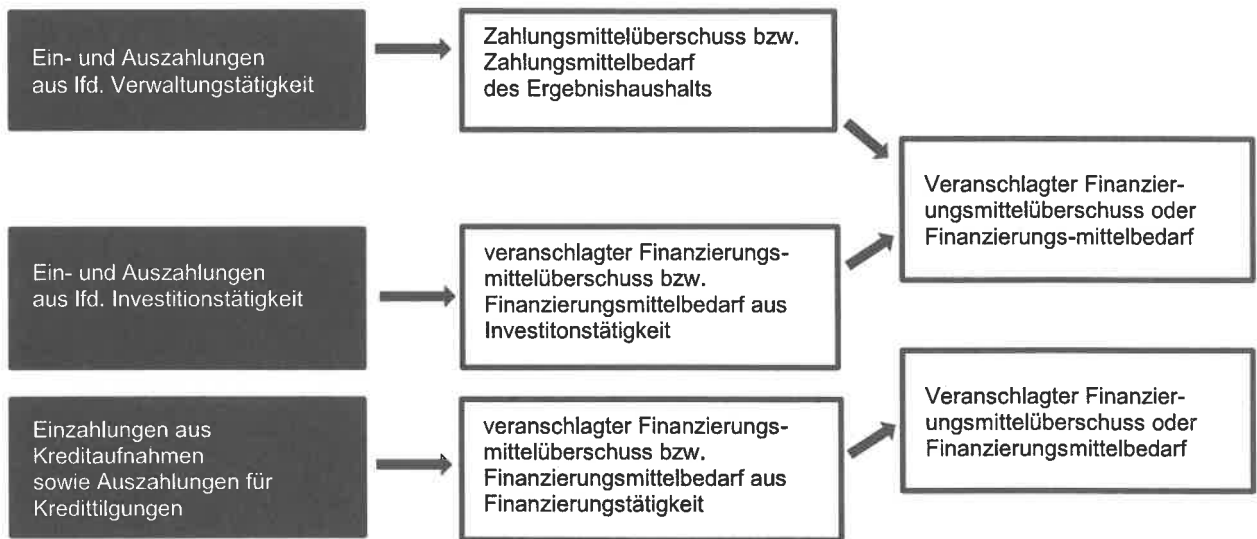 Ein- und Auszahlungen
aus lfd. Verwaltungstätigkeit
Zahlungsmittelüberschuss bzw.
Zahlungsmittelbedarf
des Ergebnishaushalts
Ein- und Auszahlungen
aus lfd. Investitionstätigkeit
veranschlagter Finanzierungs-
mittelüberschuss bzw.
Finanzierungsmittelbedarf aus
Investitonstätigkeit
Veranschlagter Finanzier-
ungsmittelüberschuss oder
Finanzierungs-mittelbedarf
Einzahlungen aus
Kreditaufnahmen
sowie Auszahlungen für
Kredittilgungen
veranschlagter Finanzierungs-
mittelüberschuss bzw.
Finanzierungsmittelbedarf aus
Finanzierungstätigkeit
Veranschlagter Finanzier-
ungsmittelüberschuss oder
Finanzierungsmittelbedarf